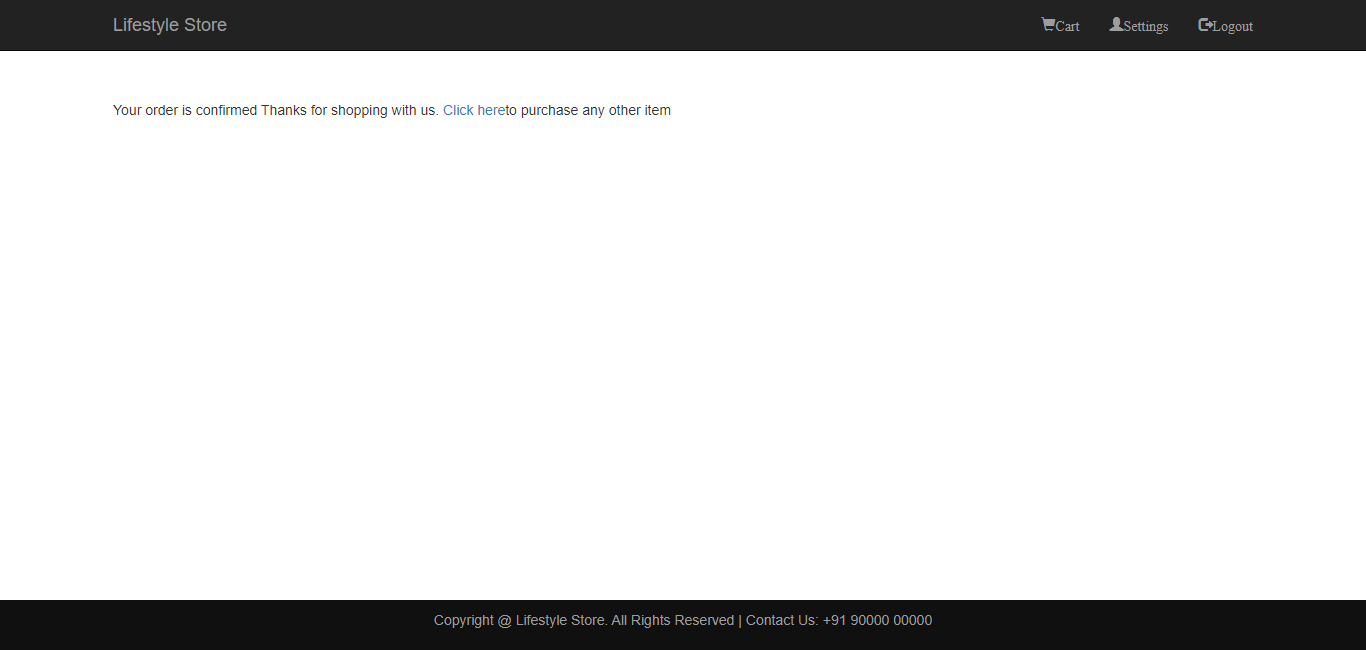 Lifestyle Store
Cart Settings Logout
Your order is confirmed Thanks for shopping with us. Click hereto purchase any other item
Copyright @ Lifestyle Store. All Rights Reserved | Contact Us: +91 90000 00000